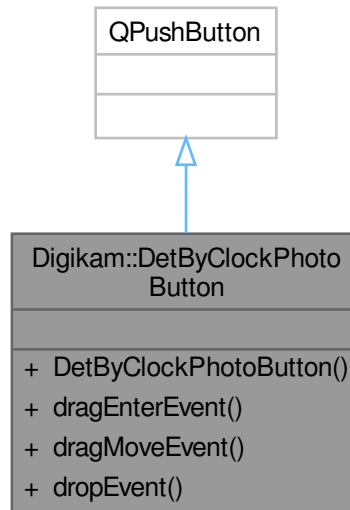 QPushButton
Digikam::DetByClockPhoto
Button
+ DetByClockPhotoButton()
+ dragEnterEvent()
+ dragMoveEvent()
+ dropEvent()